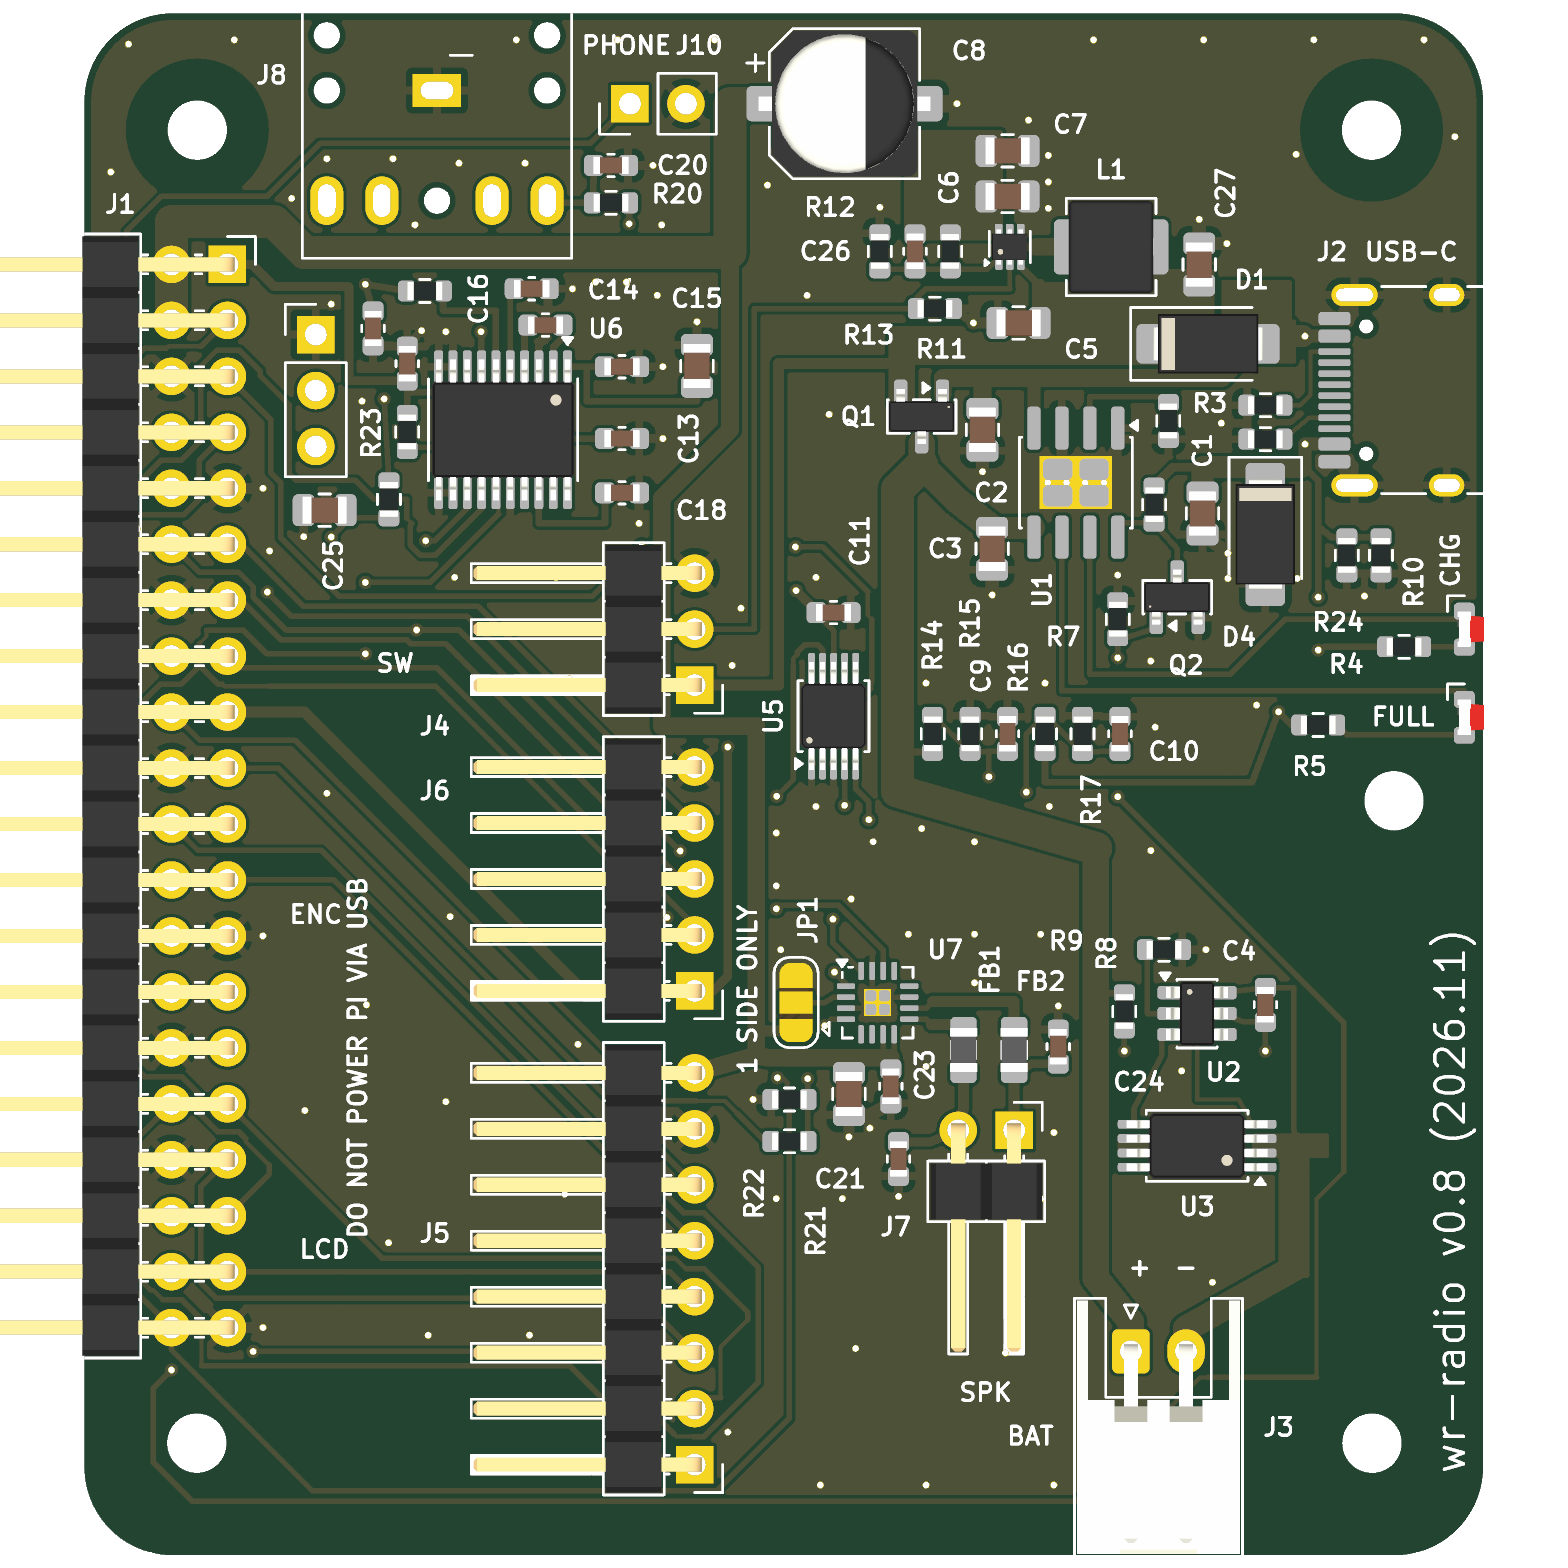 PHONE J10
J8
C8
+
C7
C20
R20
L1
C27
C6
R12
J1
C26
J2 USB-C
D1
C16
C14
C15
U6
R13
R11
C5
Q1
R3
R23
C13
C1
C2
C18
C11
C3
C25
U1
R10
CHG
R14
R15
R7
R24
D4
R4
SW
C9
R16
Q2
J4
U5
FULL
C10
R5
J6
R17
ENC
DO NOT POWER PI VIA USB
1 SIDE ONLY
JP1
U7
FB1
FB2
R9
R8
C4
C23
C24
U2
R22
C21
R21
J7
U3
LCD
J5
+ -
SPK
BAT
J3
wr-radio v0.8 (2026.11)